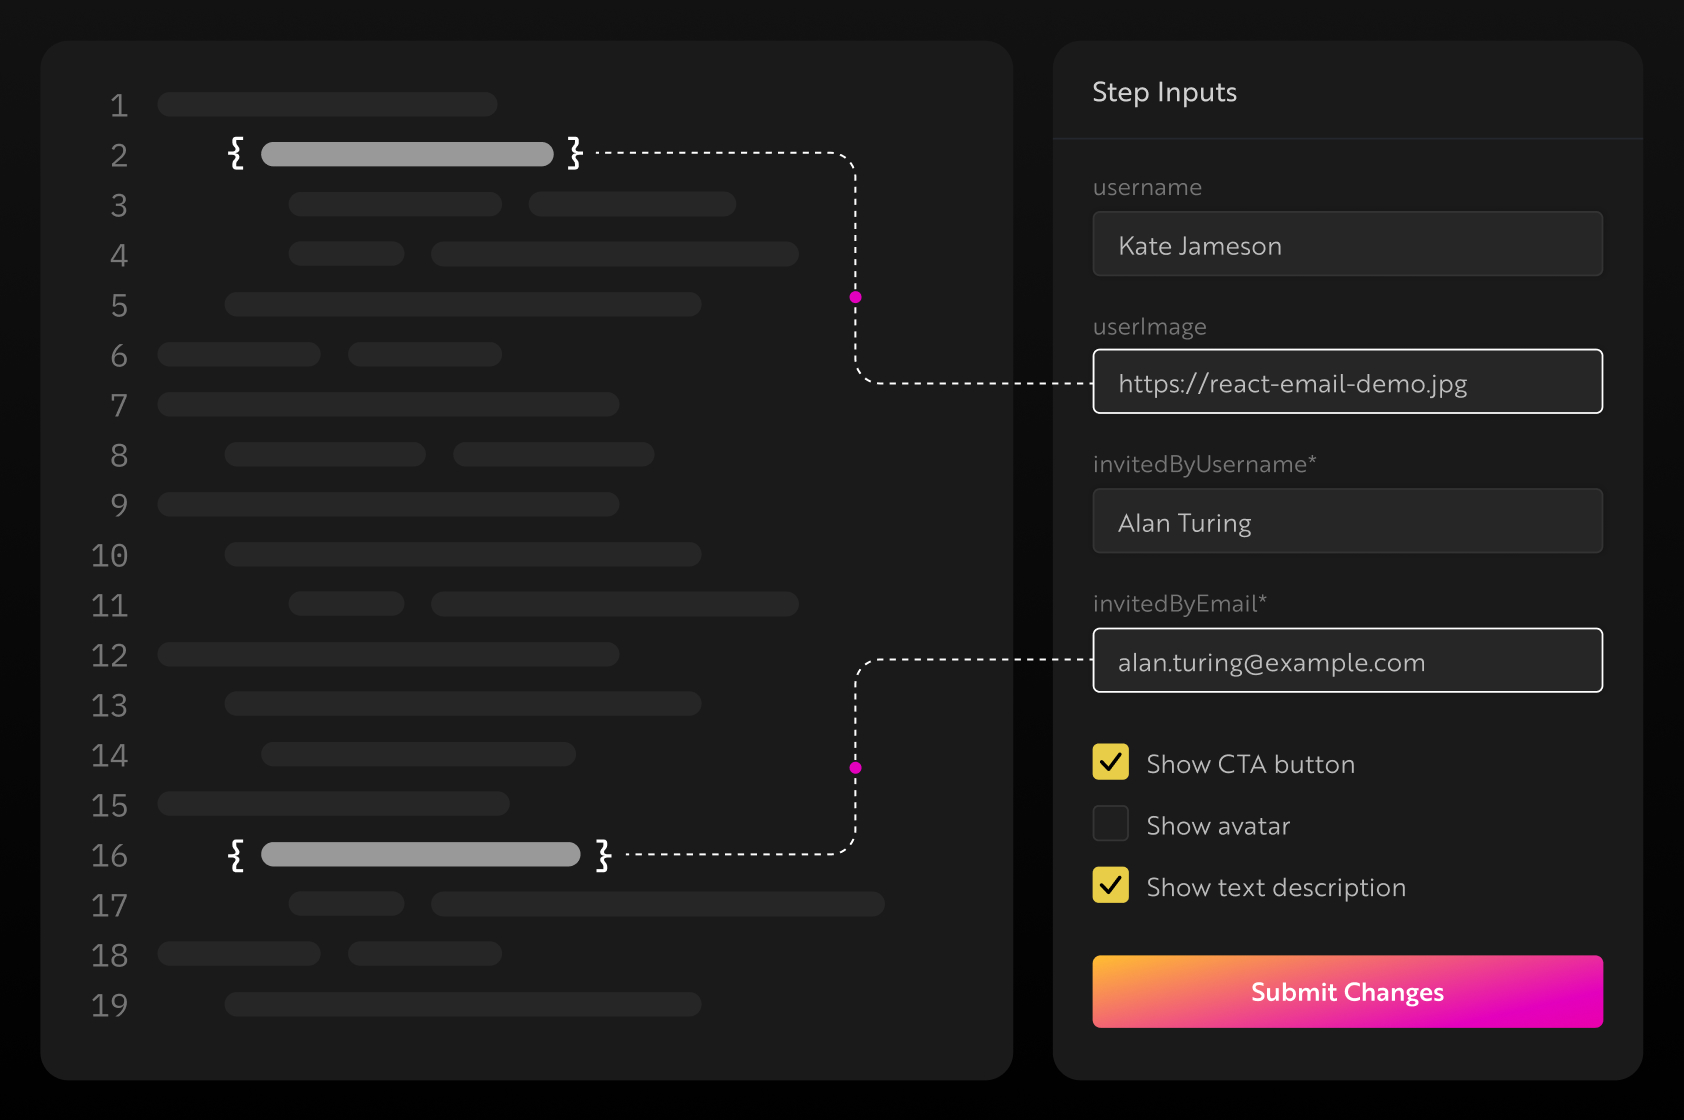 1
2 { }
3
4
5
6
7
8
9
10
11
12
13
14
15
16 { }
17
18
19
Step Inputs
username
Kate Jameson
userImage
https://react-email-demo.jpg
invitedByUsername*
Alan Turing
invitedByEmail*
alan.turing@example.com
Show CTA button
Show avatar
Show text description
Submit Changes